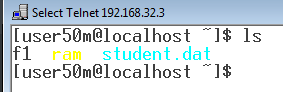 Select Telnet 192.168.32.3
[user50m@localhost ~]$ ls
f1  ram  student.dat
[user50m@localhost ~]$